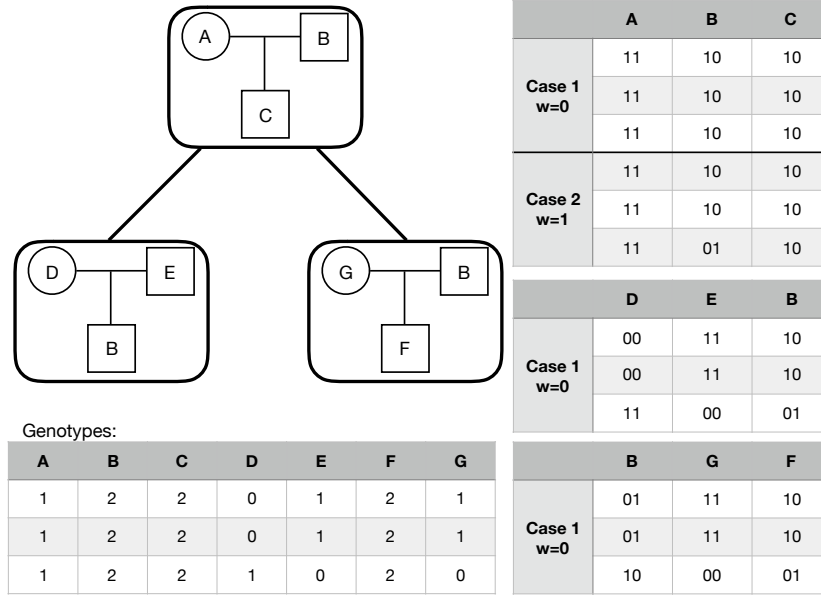 A B
C
D E
B
G B
F
Genotypes:
A B C D E F G
1 2 2 0 1 2 1
1 2 2 0 1 2 1
1 2 2 1 0 2 0
A B C
Case 1
w=0
11 10 10
11 10 10
11 10 10
Case 2
w=1
11 10 10
11 10 10
11 01 10
D E B
Case 1
w=0
00 11 10
00 11 10
11 00 01
B G F
Case 1
w=0
01 11 10
01 11 10
10 00 01